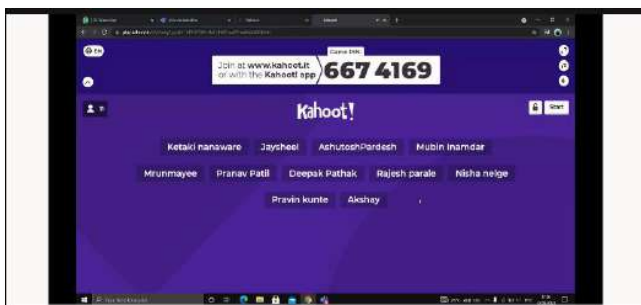 EN
Game PIN:
Join at www.kahoot.it
or with the Kahoot! app
667 4169
Kahoot!
Start
Ketaki nanaware Jaysheel AshutoshPardesh Mubin Inamdar
Mrunmayee Pranav Patil Deepak Pathak Rajesh parale Nisha nelge
Pravin kunte Akshay